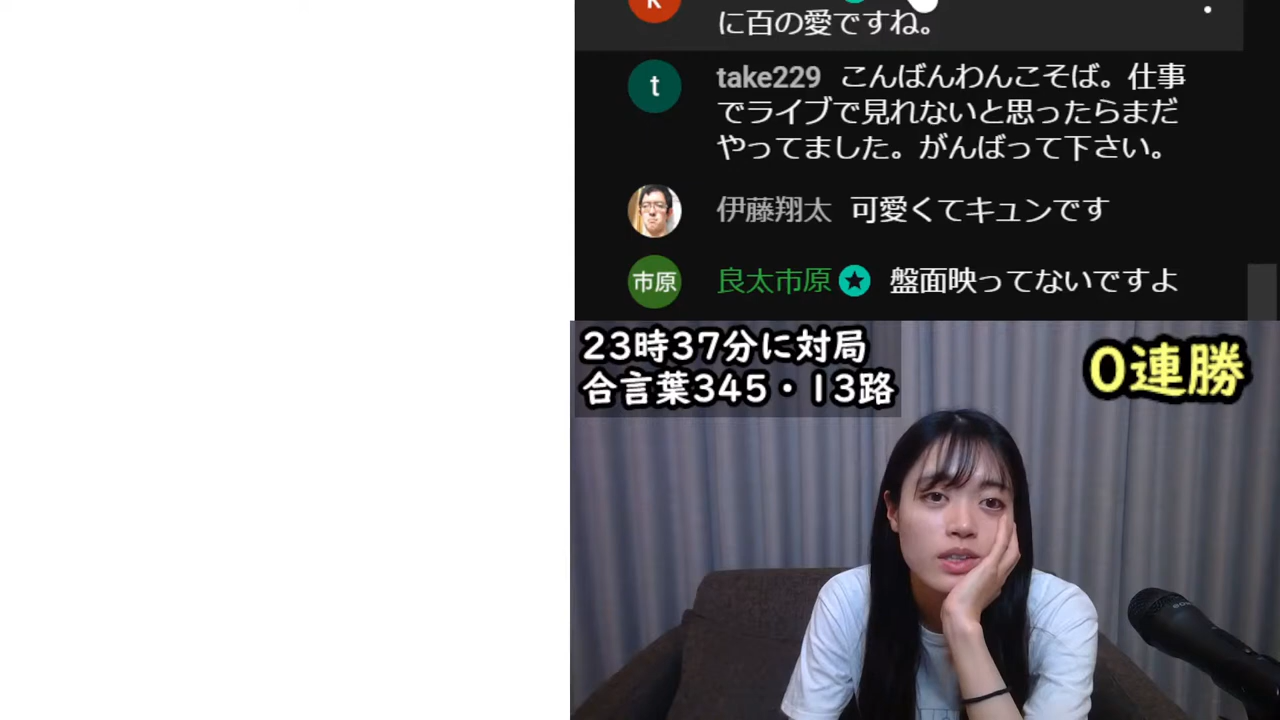 に百の愛ですね。
t take229 こんばんわんこそば。仕事
でライブで見れないと思ったらまだ
やってました。がんばって下さい。
伊藤翔太 可愛くてキュンです
市原 良太市原 盤面映ってないですよ
23時37分に対局
合言葉345・13路
0連勝